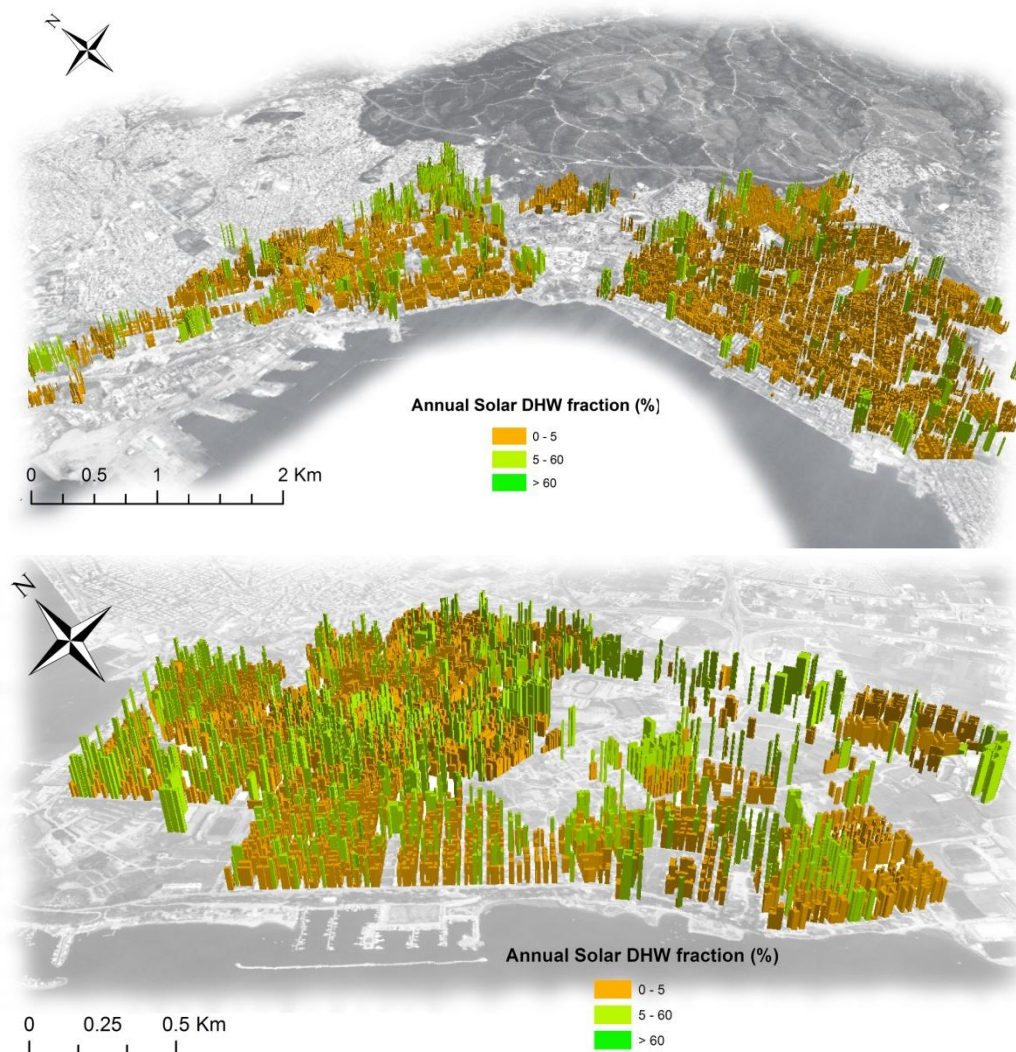 N
Annual Solar DHW fraction (%)
0 - 5
5 - 60
> 60
0 0.5 1 2 Km
N
Annual Solar DHW fraction (%)
0 - 5
5 - 60
> 60
0 0.25 0.5 Km